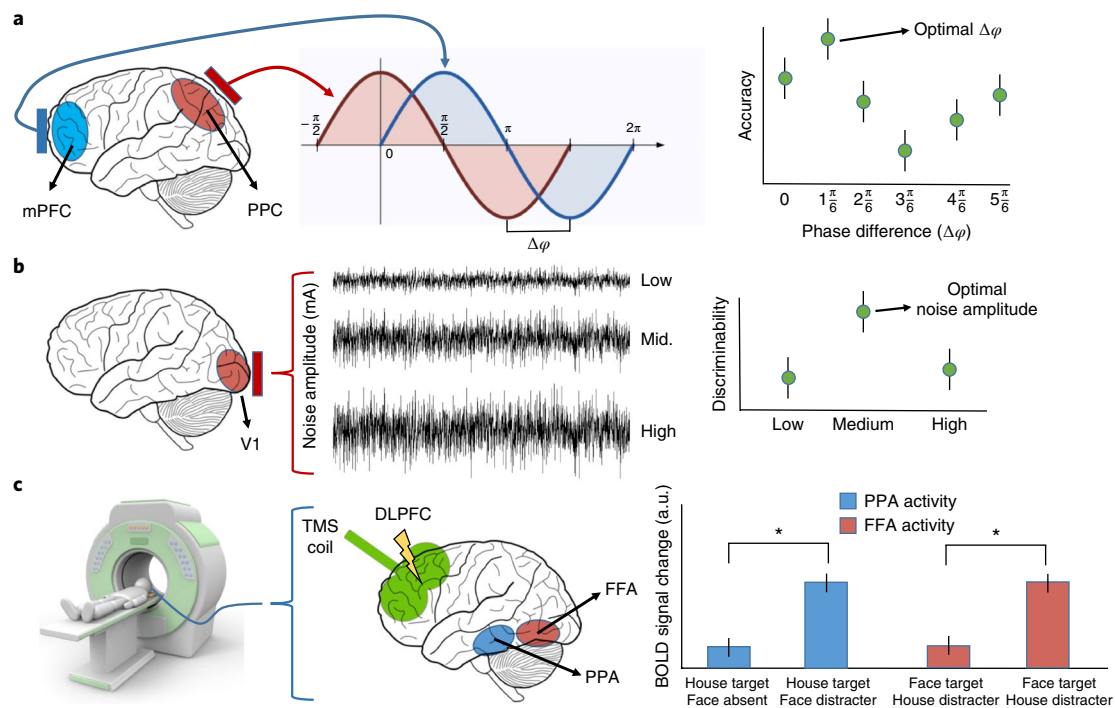 a
mPFC
PPC
-π/2
0
π/2
π
2π
Δφ
Accuracy
Optimal Δφ
0
1π/6
2π/6
3π/6
4π/6
5π/6
Phase difference (Δφ)
b
V1
Noise amplitude (mA)
Low
Mid.
High
Discriminability
Optimal
noise amplitude
Low Medium High
c
TMS
coil
DLPFC
FFA
PPA
BOLD signal change (a.u.)
PPA activity
FFA activity
* *
House target
Face absent
House target
Face distracter
Face target
House distracter
Face target
House distracter